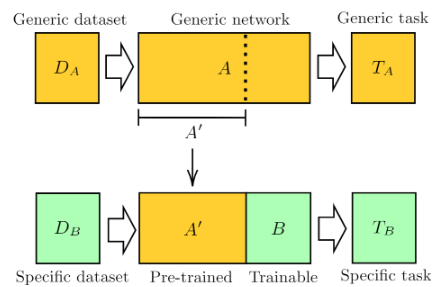 Generic dataset Generic network Generic task
D_A A T_A
A'
D_B A' B T_B
Specific dataset Pre-trained Trainable Specific task